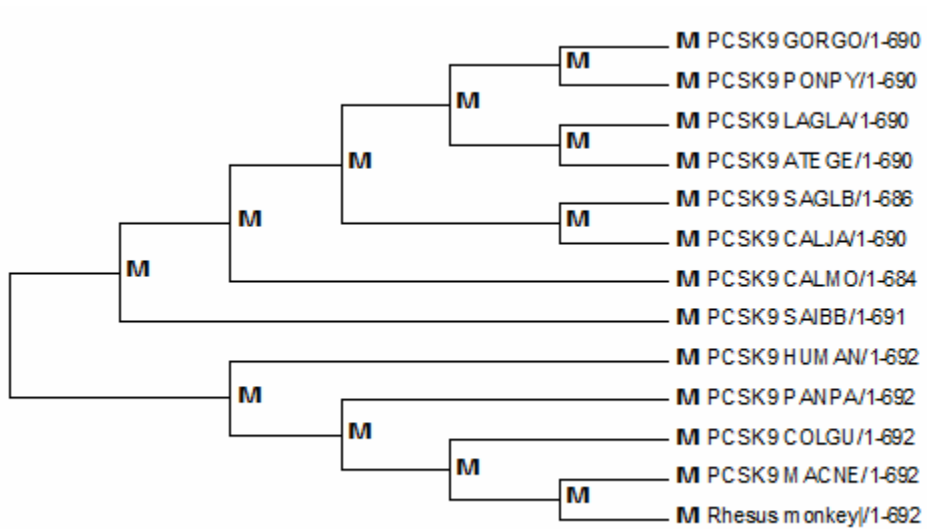 M PCSK9 GORGO/1-690
M
M PCSK9 PONPY/1-690
M
M PCSK9 LAGLA/1-690
M
M PCSK9 ATEGE/1-690
M
M PCSK9 SAGLB/1-686
M
M PCSK9 CALJA/1-690
M
M PCSK9 CALMO/1-684
M
M PCSK9 SAIBB/1-691
M PCSK9 HUMAN/1-692
M
M PCSK9 PANPA/1-692
M
M PCSK9 COLGU/1-692
M
M PCSK9 MACNE/1-692
M
M Rhesus monkey|/1-692